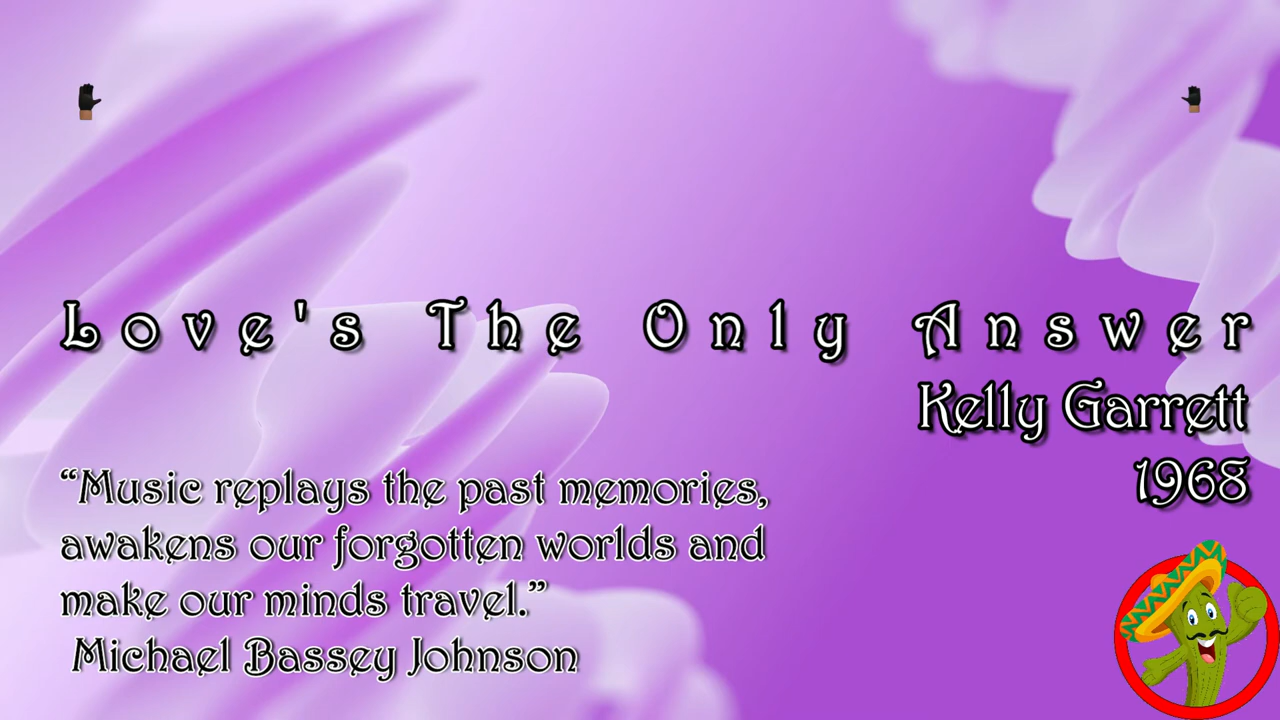 Love's The Only Answer
Kelly Garrett
1968
“Music replays the past memories,
awakens our forgotten worlds and
make our minds travel.”
Michael Bassey Johnson